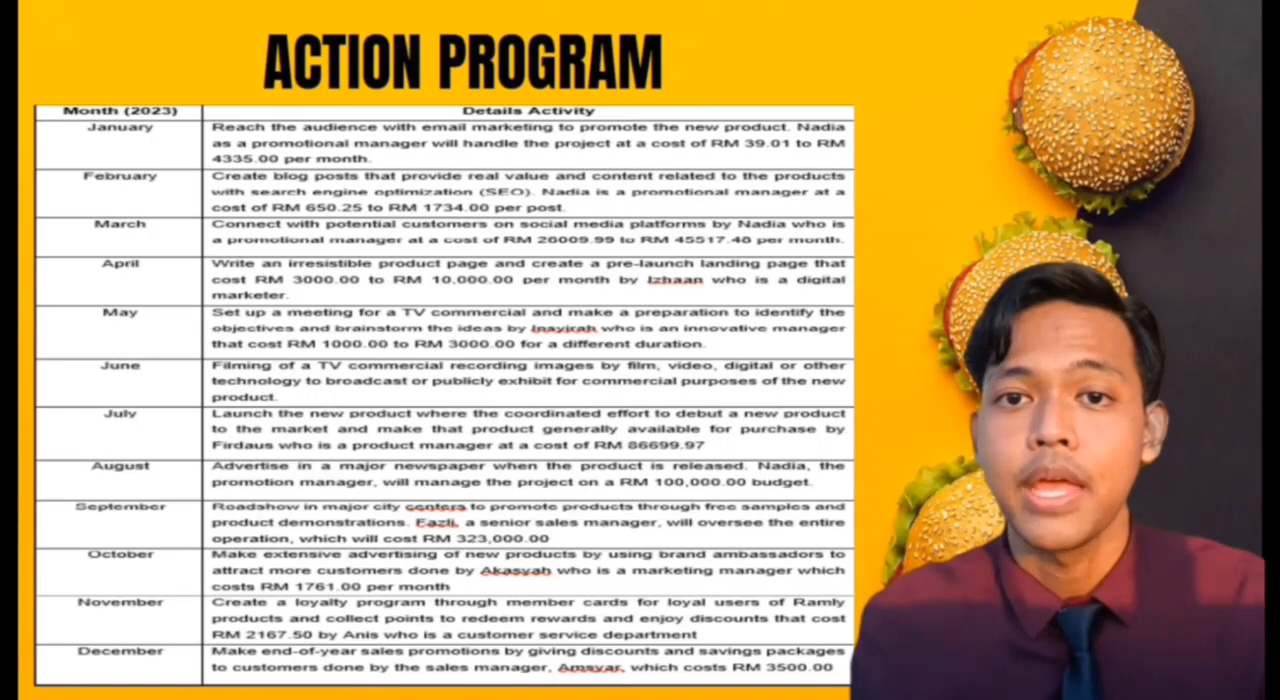 ACTION PROGRAM
Month (2023) Details Activity
January Reach the audience with email marketing to promote the new product. Nadia
as a promotional manager will handle the project at a cost of RM 39.01 to RM
4335.00 per month.
February Create blog posts that provide real value and content related to the products
with search engine optimization (SEO). Nadia is a promotional manager at a
cost of RM 650.25 to RM 1734.00 per post.
March Connect with potential customers on social media platforms by Nadia who is
a promotional manager at a cost of RM 26009.99 to RM 45517.48 per month.
April Write an irresistible product page and create a pre-launch landing page that
cost RM 3000.00 to RM 10,000.00 per month by Izhaan who is a digital
marketer.
May Set up a meeting for a TV commercial and make a preparation to identify the
objectives and brainstorm the ideas by Inayirah who is an innovative manager
that cost RM 1000.00 to RM 3000.00 for a different duration.
June Filming of a TV commercial recording images by film, video, digital or other
technology to broadcast or publicly exhibit for commercial purposes of the new
product.
July Launch the new product where the coordinated effort to debut a new product
to the market and make that product generally available for purchase by
Firdaus who is a product manager at a cost of RM 86699.97
August Advertise in a major newspaper when the product is released. Nadia, the
promotion manager, will manage the project on a RM 100,000.00 budget.
September Roadshow in major city centers to promote products through free samples and
product demonstrations. Fazli, a senior sales manager, will oversee the entire
operation, which will cost RM 323,000.00
October Make extensive advertising of new products by using brand ambassadors to
attract more customers done by Akasyah who is a marketing manager which
costs RM 1761.00 per month
November Create a loyalty program through member cards for loyal users of Ramly
products and collect points to redeem rewards and enjoy discounts that cost
RM 2167.50 by Anis who is a customer service department
December Make end-of-year sales promotions by giving discounts and savings packages
to customers done by the sales manager, Amsyar, which costs RM 3500.00